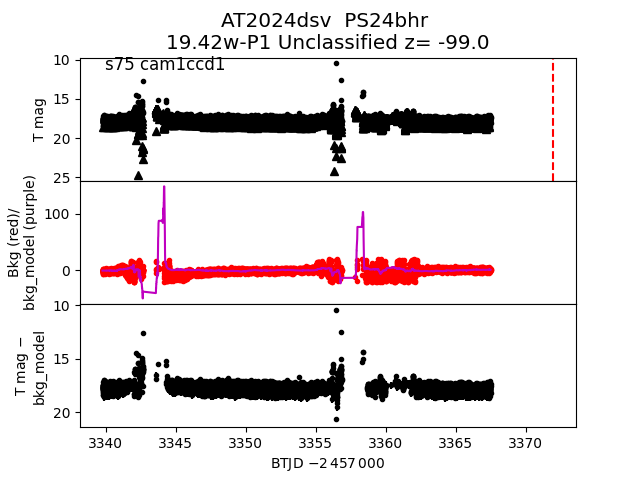 AT2024dsv  PS24bhr
19.42w-P1 Unclassified z= -99.0
s75 cam1ccd1
10
15
20
25
T mag
100
0
Bkg (red)/
bkg_model (purple)
10
15
20
T mag −
bkg_model
3340
3345
3350
3355
3360
3365
3370
BTJD −2 457 000